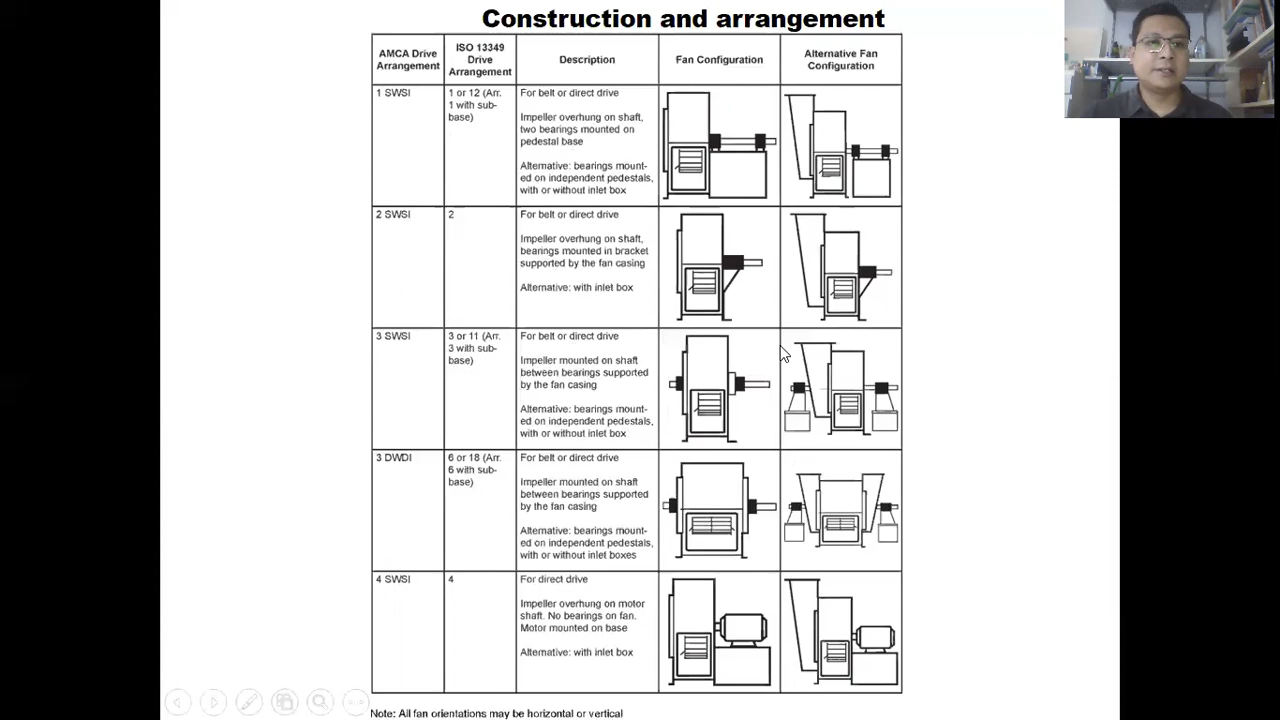 Construction and arrangement
AMCA Drive
Arrangement
ISO 13349
Drive
Arrangement
Description
Fan Configuration
Alternative Fan
Configuration
1 SWSI
1 or 12 (Arr.
1 with sub-
base)
For belt or direct drive
Impeller overhung on shaft,
two bearings mounted on
pedestal base
Alternative: bearings mount-
ed on independent pedestals,
with or without inlet box
2 SWSI
2
For belt or direct drive
Impeller overhung on shaft,
bearings mounted in bracket
supported by the fan casing
Alternative: with inlet box
3 SWSI
3 or 11 (Arr.
3 with sub-
base)
For belt or direct drive
Impeller mounted on shaft
between bearings supported
by the fan casing
Alternative: bearings mount-
ed on independent pedestals,
with or without inlet box
3 DWDI
6 or 18 (Arr.
6 with sub-
base)
For belt or direct drive
Impeller mounted on shaft
between bearings supported
by the fan casing
Alternative: bearings mount-
ed on independent pedestals,
with or without inlet boxes
4 SWSI
4
For direct drive
Impeller overhung on motor
shaft. No bearings on fan.
Motor mounted on base
Alternative: with inlet box
Note: All fan orientations may be horizontal or vertical